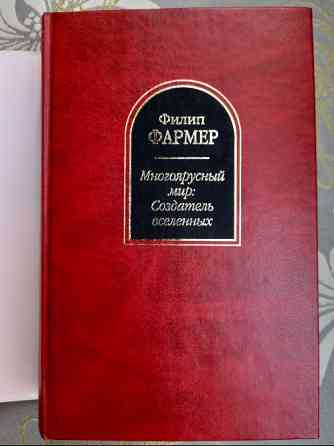 Филип
ФАРМЕР
Многоярусный
мир:
Создатель
вселенных